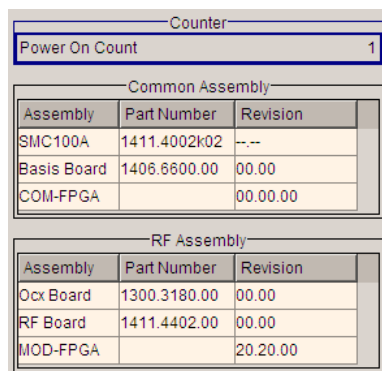 Counter
Power On Count 1
Common Assembly
Assembly Part Number Revision
SMC100A 1411.4002k02 --.--
Basis Board 1406.6600.00 00.00
COM-FPGA 00.00.00
RF Assembly
Assembly Part Number Revision
Ocx Board 1300.3180.00 00.00
RF Board 1411.4402.00 00.00
MOD-FPGA 20.20.00